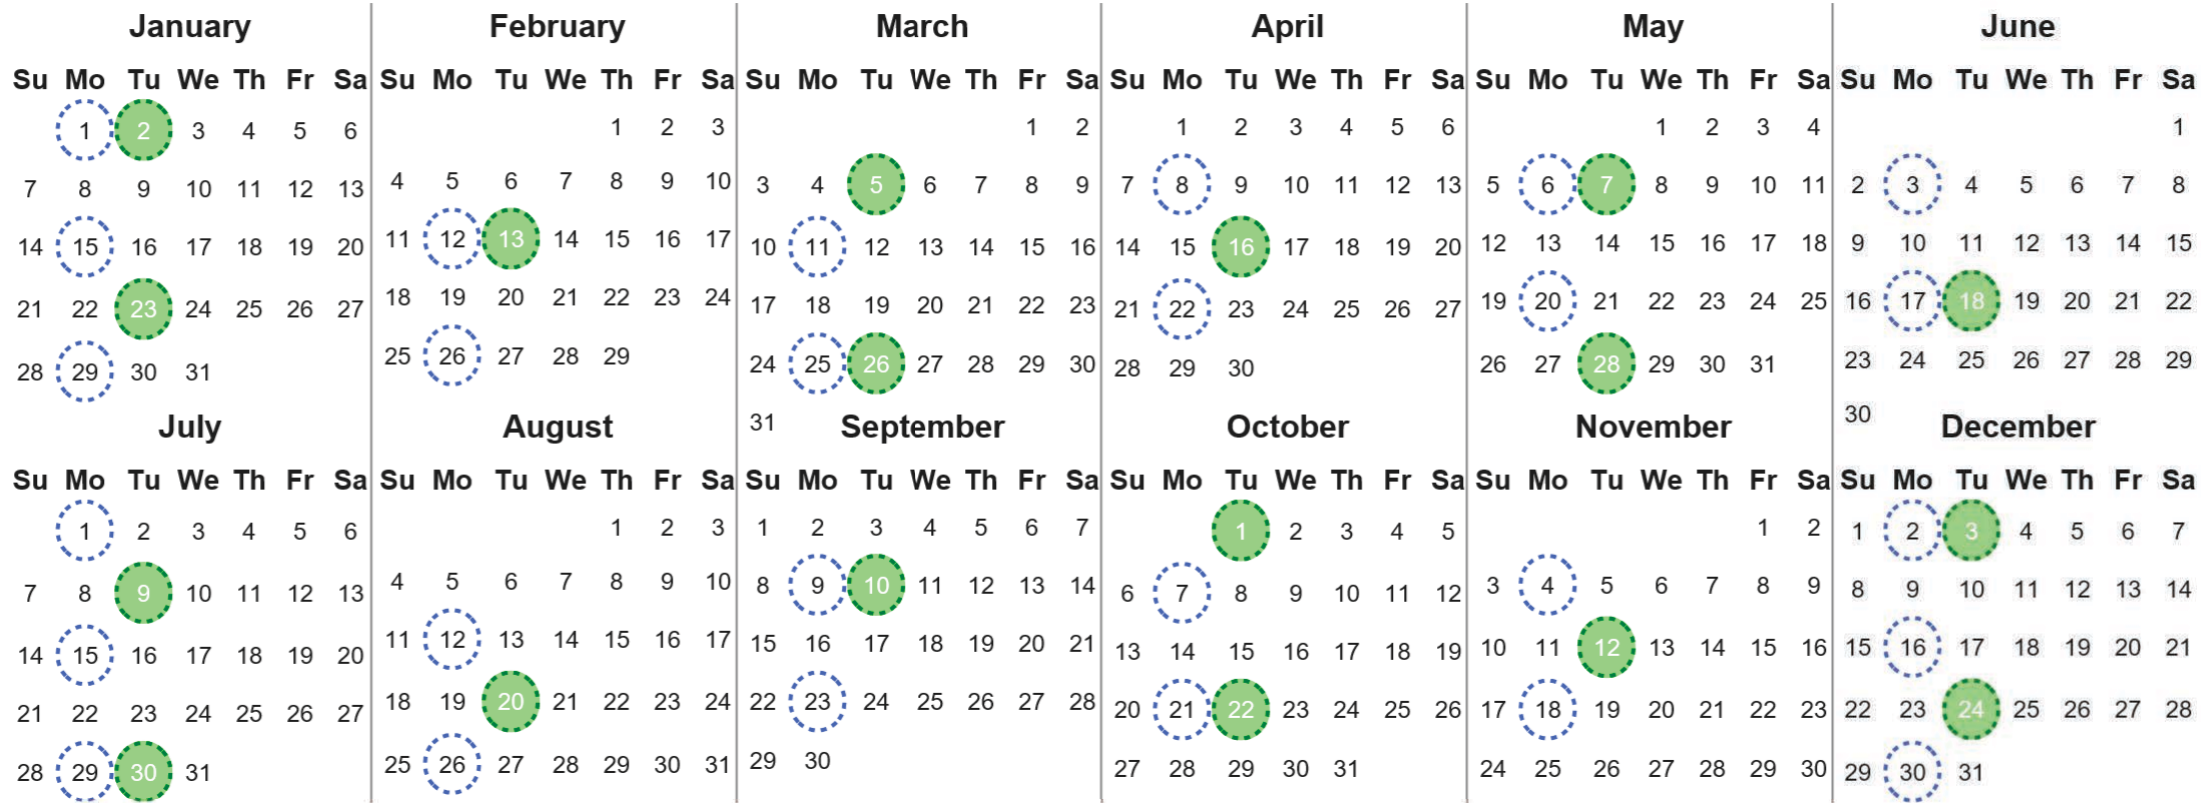 January February March April May June
Su Mo Tu We Th Fr Sa Su Mo Tu We Th Fr Sa Su Mo Tu We Th Fr Sa Su Mo Tu We Th Fr Sa Su Mo Tu We Th Fr Sa Su Mo Tu We Th Fr Sa
1 2 3 4 5 6 1 2 3 1 2 1 2 3 4 5 6 1 2 3 4 1
7 8 9 10 11 12 13 4 5 6 7 8 9 10 3 4 5 6 7 8 9 7 8 9 10 11 12 13 5 6 7 8 9 10 11 2 3 4 5 6 7 8
14 15 16 17 18 19 20 11 12 13 14 15 16 17 10 11 12 13 14 15 16 14 15 16 17 18 19 20 12 13 14 15 16 17 18 9 10 11 12 13 14 15
21 22 23 24 25 26 27 18 19 20 21 22 23 24 17 18 19 20 21 22 23 21 22 23 24 25 26 27 19 20 21 22 23 24 25 16 17 18 19 20 21 22
28 29 30 31 25 26 27 28 29 24 25 26 27 28 29 30 28 29 30 26 27 28 29 30 31 23 24 25 26 27 28 29
31 30
July August September October November December
Su Mo Tu We Th Fr Sa Su Mo Tu We Th Fr Sa Su Mo Tu We Th Fr Sa Su Mo Tu We Th Fr Sa Su Mo Tu We Th Fr Sa Su Mo Tu We Th Fr Sa
1 2 3 4 5 6 1 2 3 1 2 3 4 5 6 7 1 2 3 4 5 1 2 1 2 3 4 5 6 7
7 8 9 10 11 12 13 4 5 6 7 8 9 10 8 9 10 11 12 13 14 6 7 8 9 10 11 12 3 4 5 6 7 8 9 8 9 10 11 12 13 14
14 15 16 17 18 19 20 11 12 13 14 15 16 17 15 16 17 18 19 20 21 13 14 15 16 17 18 19 10 11 12 13 14 15 16 15 16 17 18 19 20 21
21 22 23 24 25 26 27 18 19 20 21 22 23 24 22 23 24 25 26 27 28 20 21 22 23 24 25 26 17 18 19 20 21 22 23 22 23 24 25 26 27 28
28 29 30 31 25 26 27 28 29 30 31 29 30 27 28 29 30 31 24 25 26 27 28 29 30 29 30 31